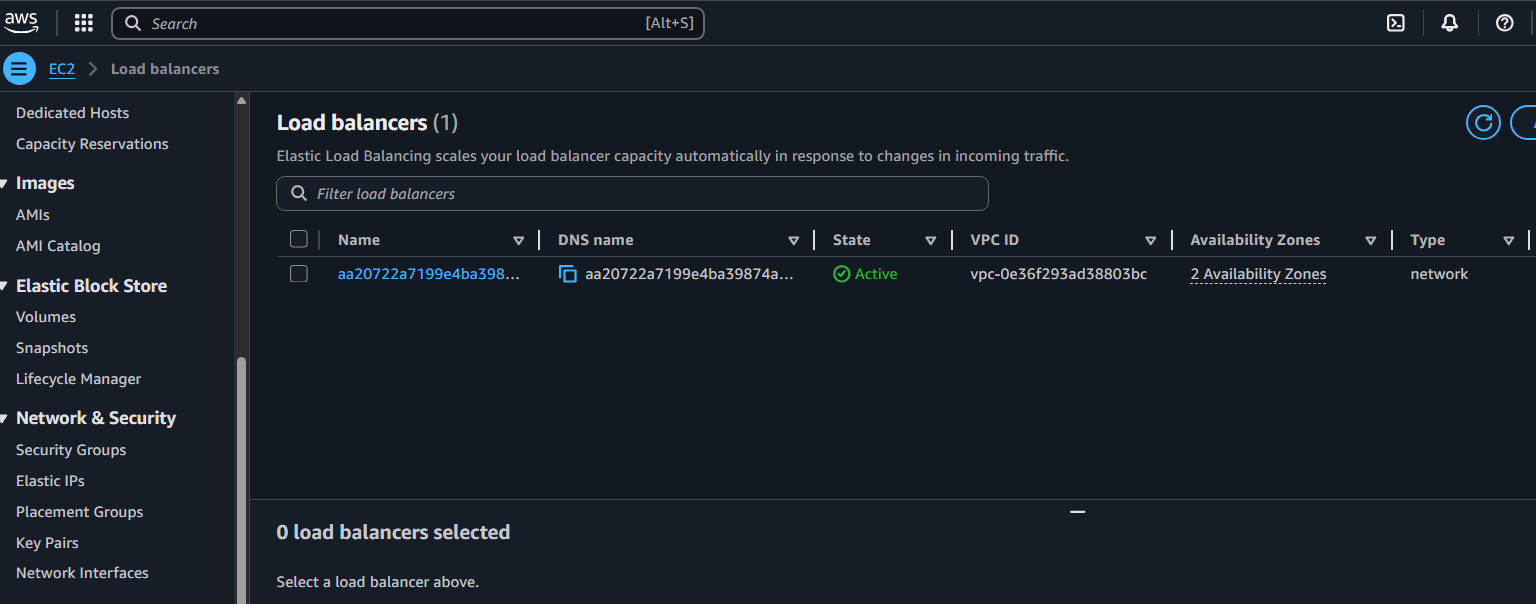 aws
Search [Alt+S]
EC2 Load balancers
Dedicated Hosts
Capacity Reservations
Images
AMIs
AMI Catalog
Elastic Block Store
Volumes
Snapshots
Lifecycle Manager
Network & Security
Security Groups
Elastic IPs
Placement Groups
Key Pairs
Network Interfaces
Load balancers (1)
Elastic Load Balancing scales your load balancer capacity automatically in response to changes in incoming traffic.
Filter load balancers
Name DNS name State VPC ID Availability Zones Type
aa20722a7199e4ba398... aa20722a7199e4ba39874a... Active vpc-0e36f293ad38803bc 2 Availability Zones network
0 load balancers selected
Select a load balancer above.